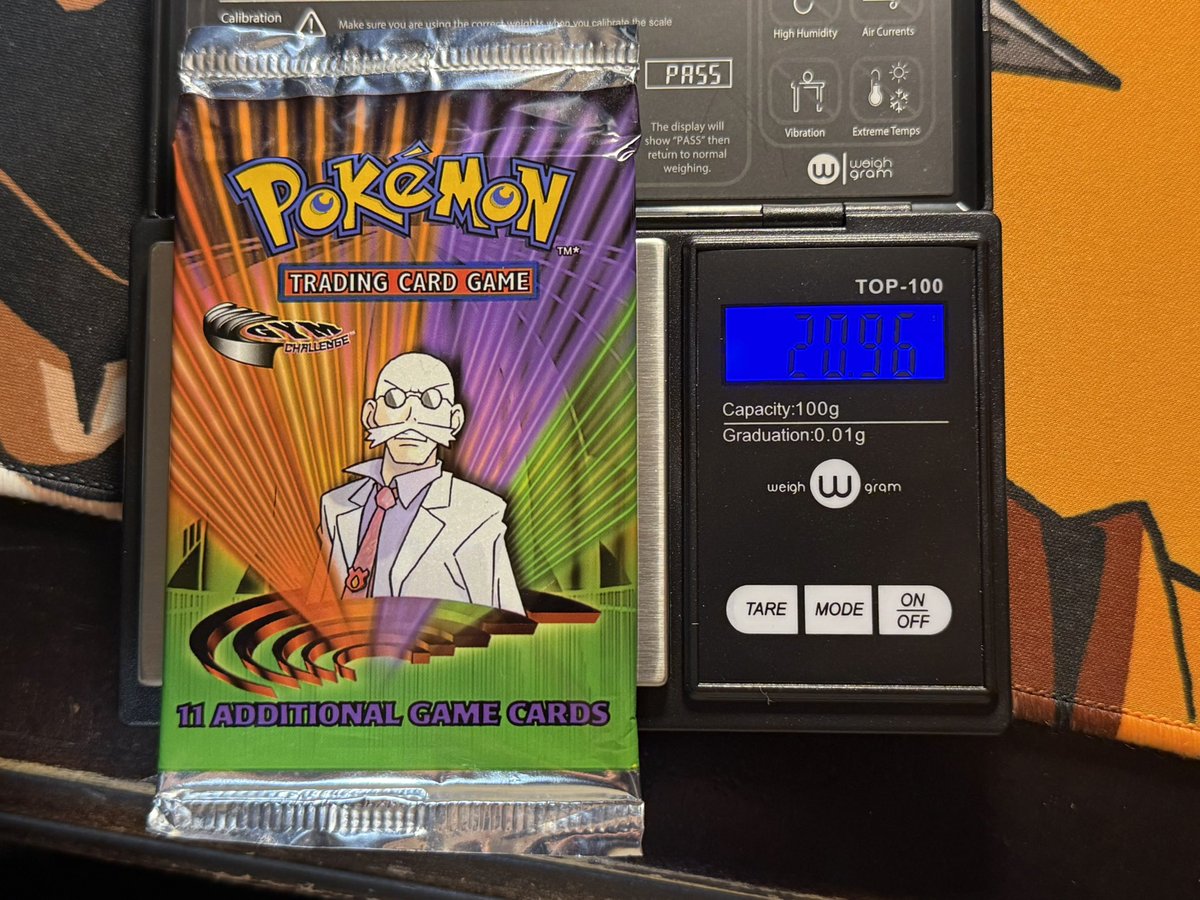 Calibration
Make sure you are using the correct weights when you calibrate the scale
High Humidity
Air Currents
PASS
The display will
show "PASS" then
return to normal
weighing.
Vibration
Extreme Temps
W weigh
gram
POKéMON
TM*
TRADING CARD GAME
GYM
CHALLENGE™
11 ADDITIONAL GAME CARDS
TOP-100
20.96
Capacity:100g
Graduation:0.01g
weigh W gram
TARE
MODE
ON
OFF